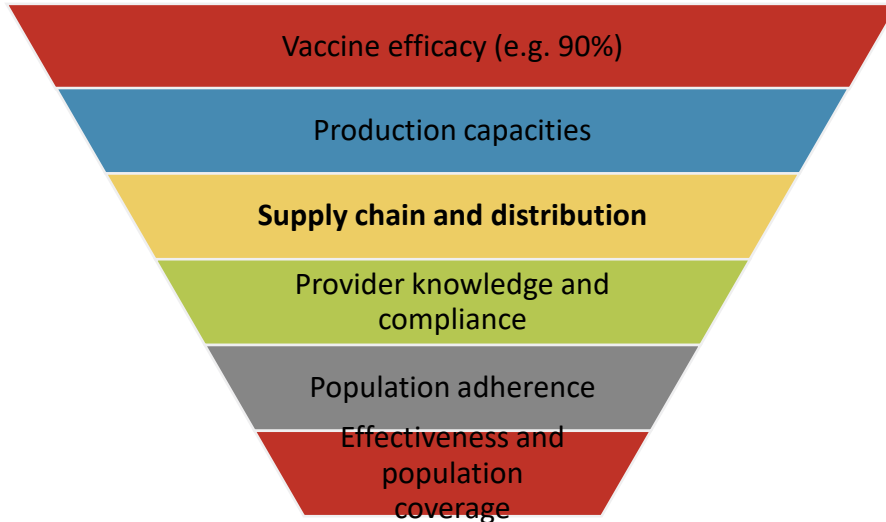 Vaccine efficacy (e.g. 90%)
Production capacities
Supply chain and distribution
Provider knowledge and
compliance
Population adherence
Effectiveness and
population
coverage